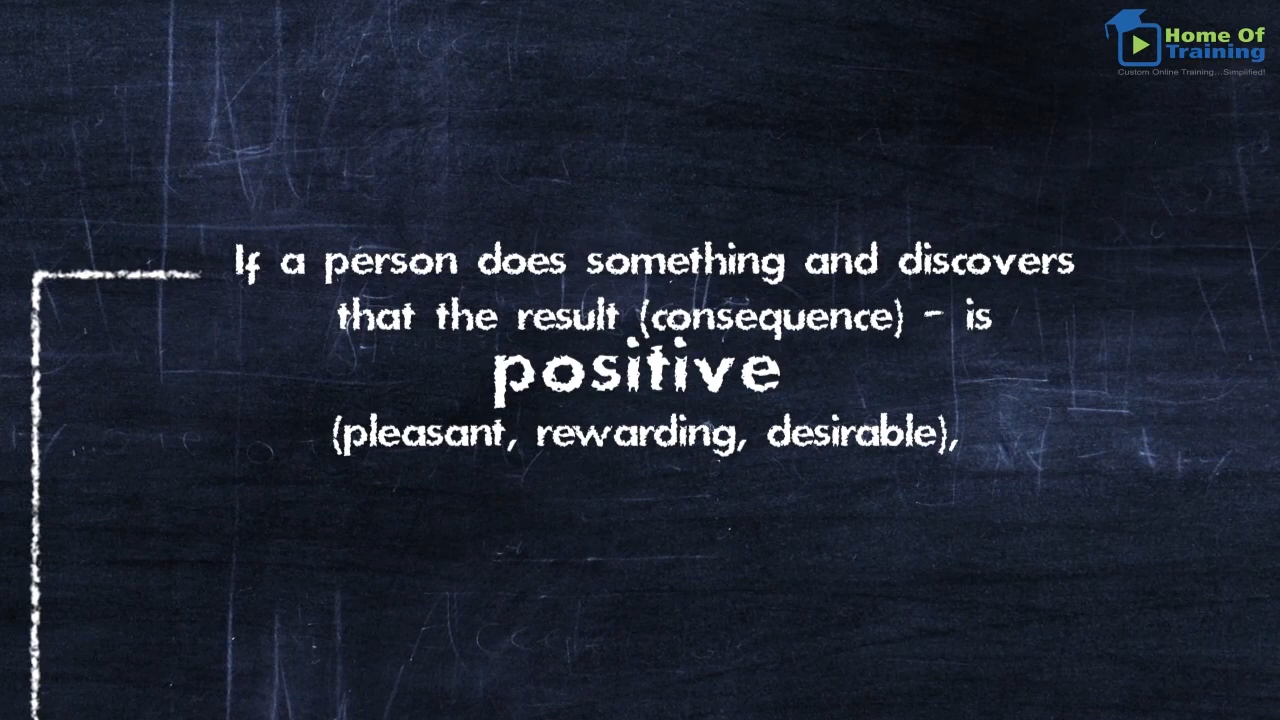 Home Of
Training
Custom Online Training...Simplified!
If a person does something and discovers
that the result (consequence) - is
positive
(pleasant, rewarding, desirable),